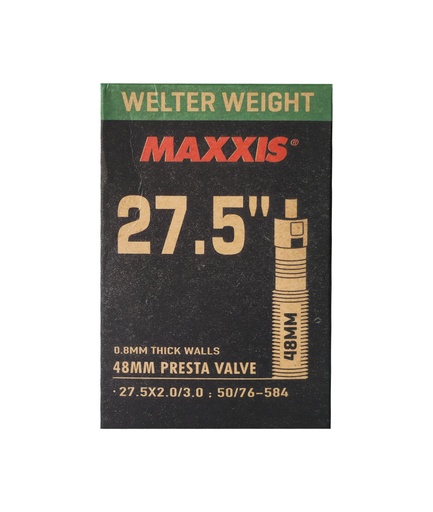 WELTER WEIGHT
MAXXIS®
27.5"
48MM
0.8MM THICK WALLS
48MM PRESTA VALVE
· 27.5X2.0/3.0 ; 50/76-584